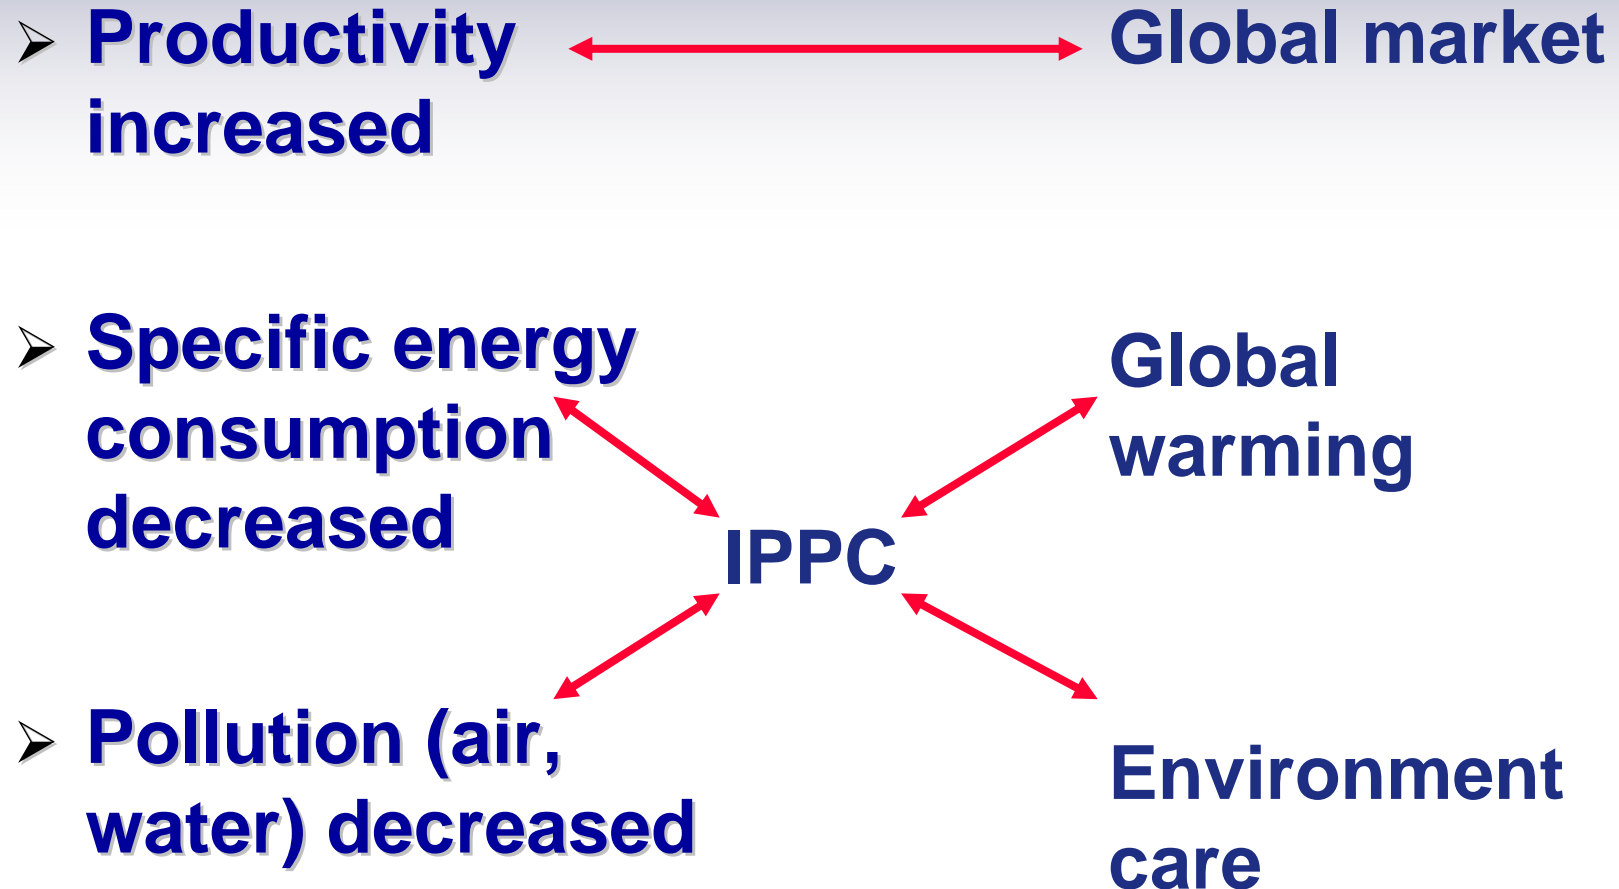 ➢ Productivity increased
Global market
➢ Specific energy
consumption
decreased
Global
warming
IPPC
➢ Pollution (air,
water) decreased
Environment
care